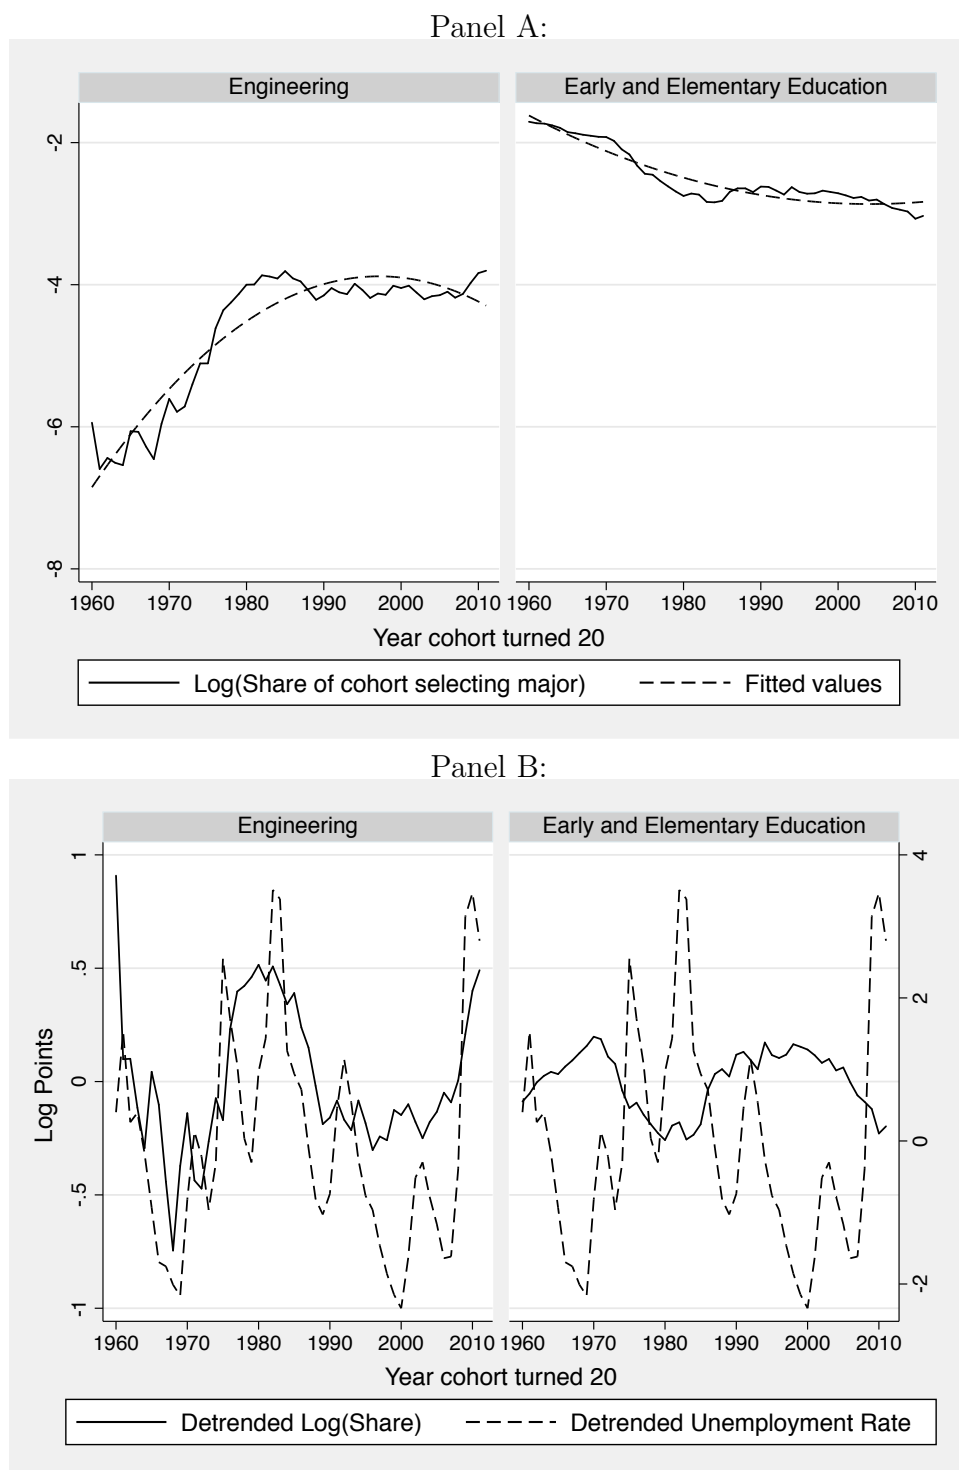 Panel A:
Engineering
Early and Elementary Education
-2
-4
-6
-8
1960 1970 1980 1990 2000 2010 1960 1970 1980 1990 2000 2010
Year cohort turned 20
Log(Share of cohort selecting major) Fitted values
Panel B:
Engineering
Early and Elementary Education
Log Points
1
.5
0
-.5
-1
4
2
0
-2
1960 1970 1980 1990 2000 2010 1960 1970 1980 1990 2000 2010
Year cohort turned 20
Detrended Log(Share) Detrended Unemployment Rate